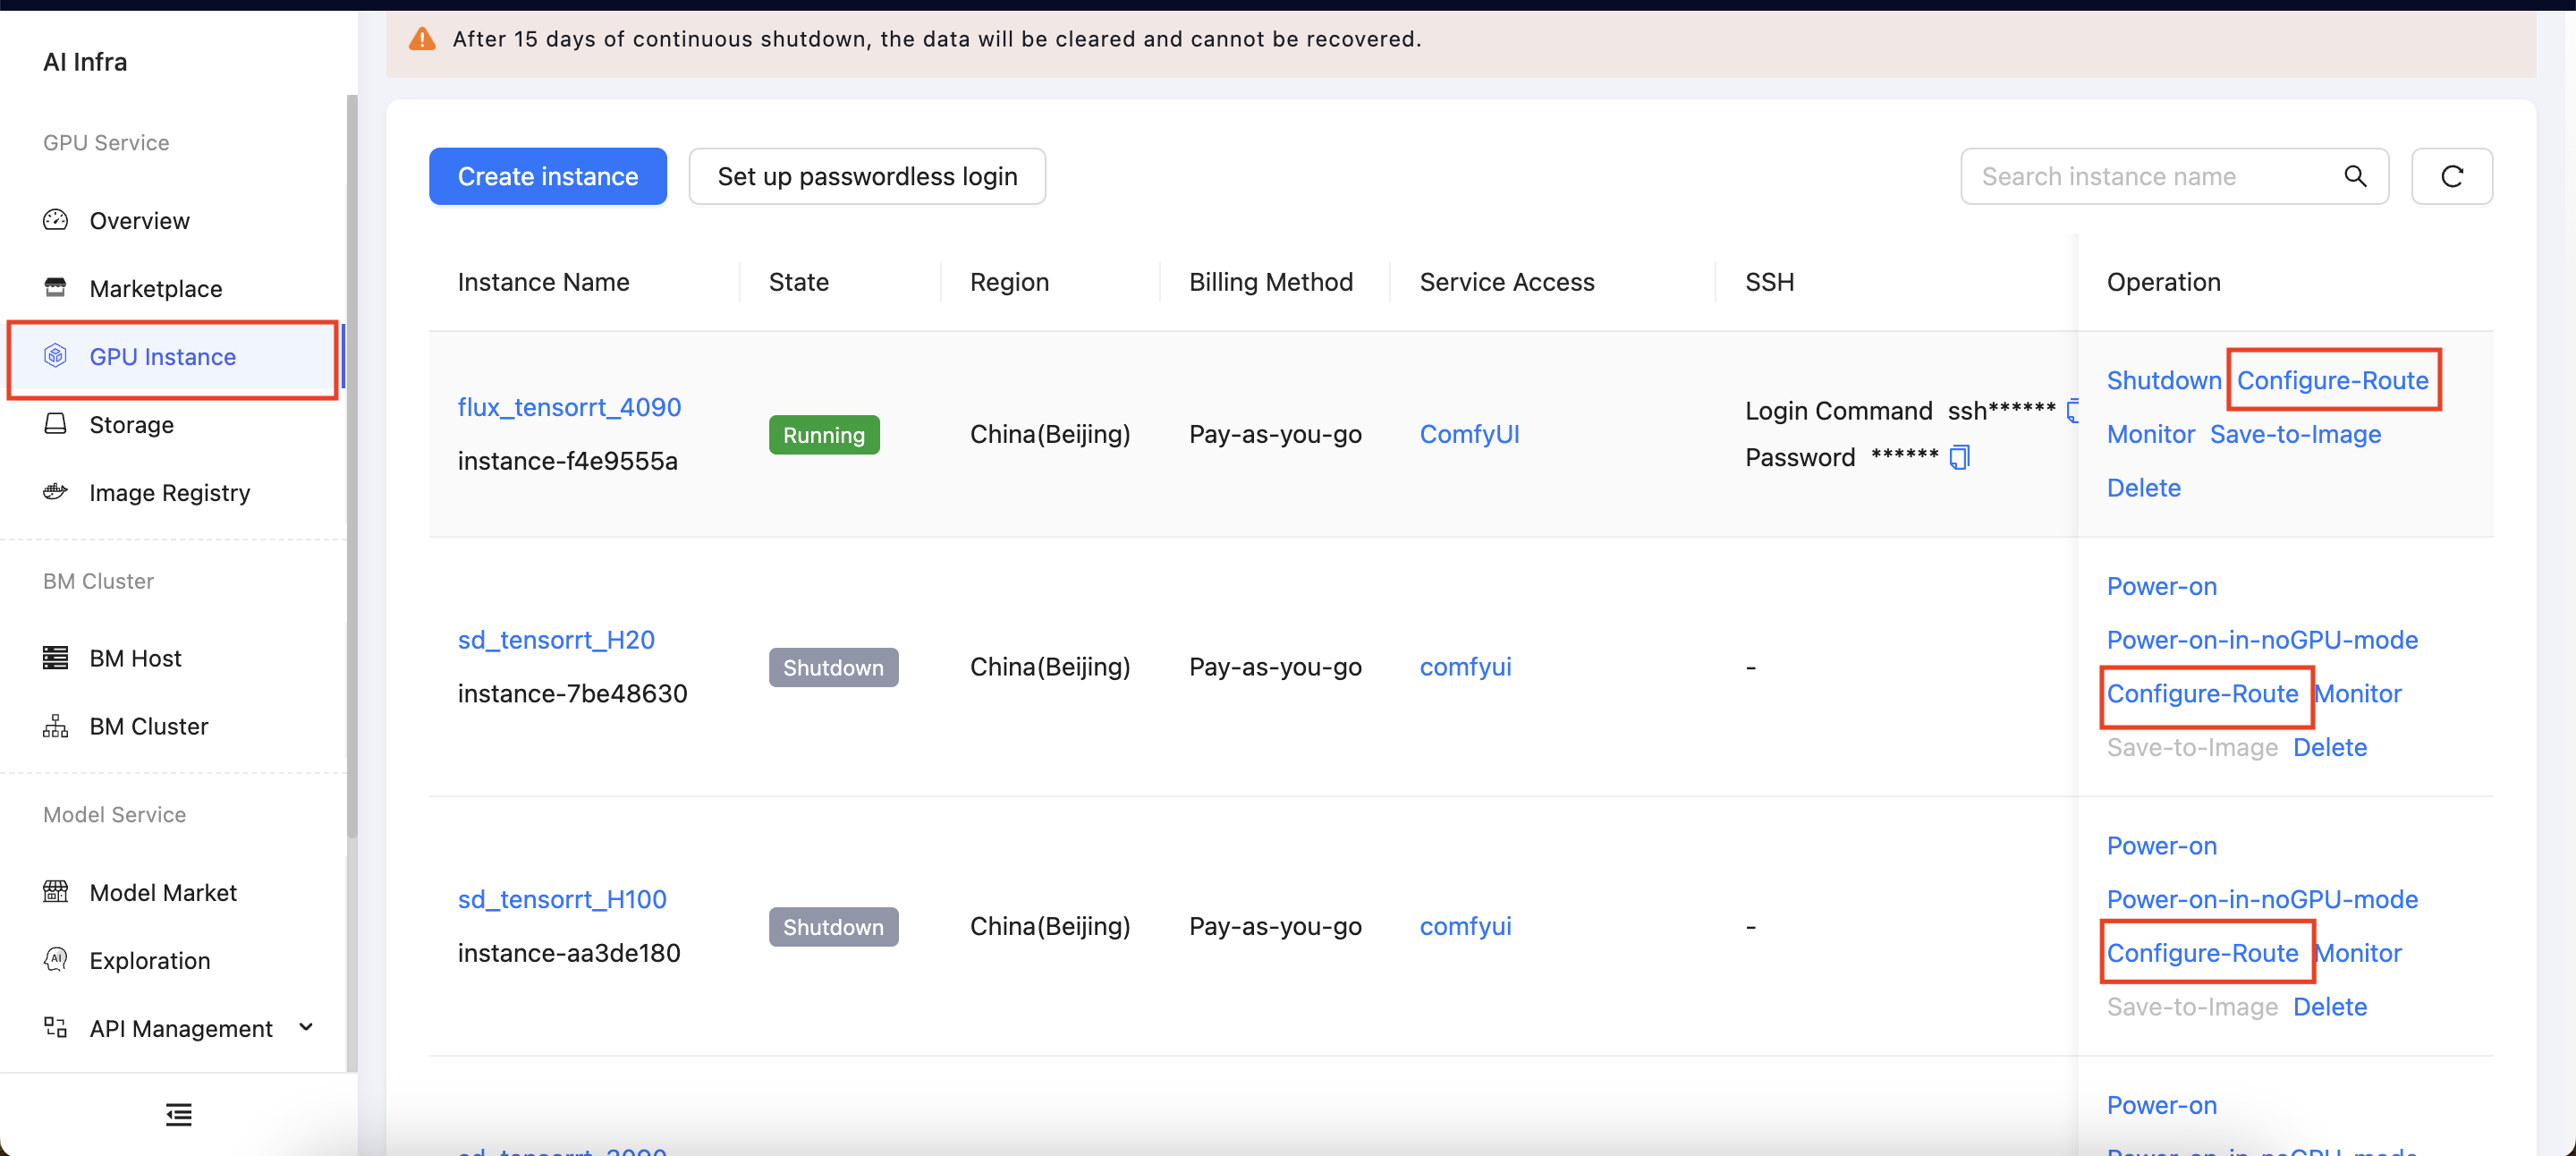 After 15 days of continuous shutdown, the data will be cleared and cannot be recovered.
AI Infra
GPU Service
Overview
Marketplace
GPU Instance
Storage
Image Registry
BM Cluster
BM Host
BM Cluster
Model Service
Model Market
Exploration
API Management
Create instance
Set up passwordless login
Search instance name
Instance Name State Region Billing Method Service Access SSH Operation
flux_tensorrt_4090
instance-f4e9555a
Running
China(Beijing)
Pay-as-you-go
ComfyUI
Login Command ssh******
Password ******
Shutdown Configure-Route
Monitor Save-to-Image
Delete
sd_tensorrt_H20
instance-7be48630
Shutdown
China(Beijing)
Pay-as-you-go
comfyui
-
Power-on
Power-on-in-noGPU-mode
Configure-Route Monitor
Save-to-Image Delete
sd_tensorrt_H100
instance-aa3de180
Shutdown
China(Beijing)
Pay-as-you-go
comfyui
-
Power-on
Power-on-in-noGPU-mode
Configure-Route Monitor
Save-to-Image Delete
sd_tensorrt_3090
Power-on
Power-on-in-noGPU-mode